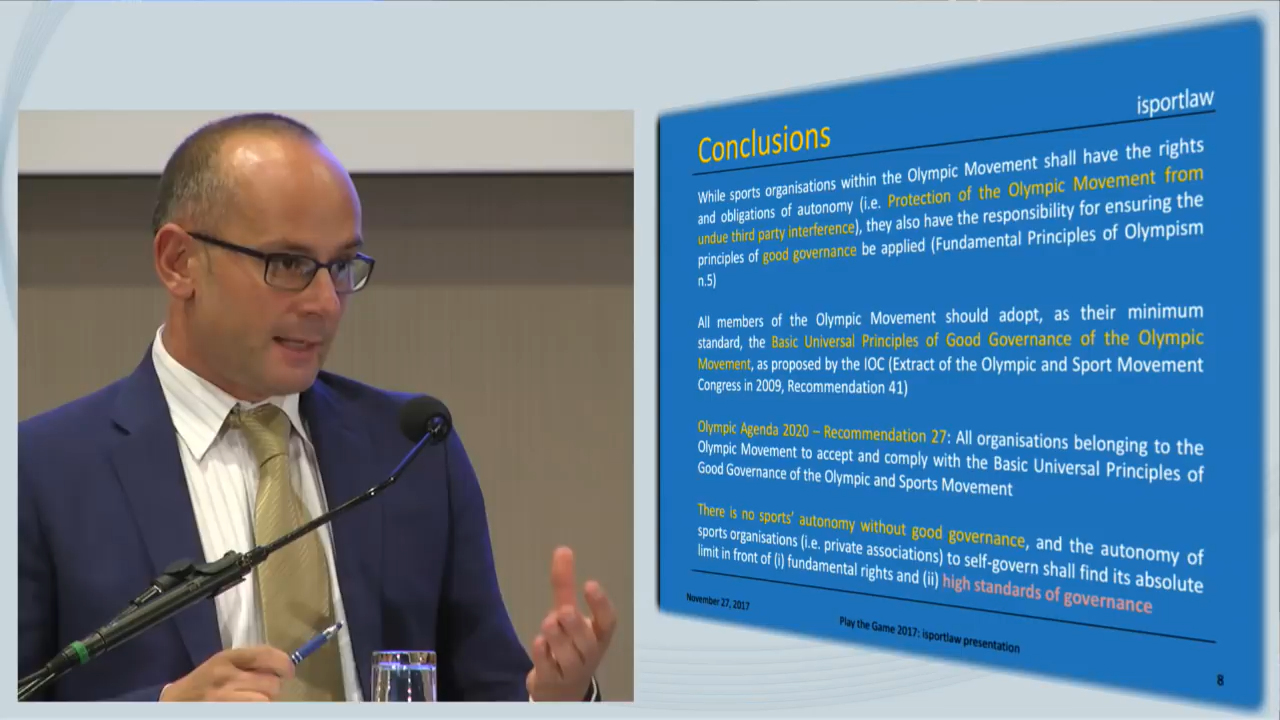 isportlaw
Conclusions
While sports organisations within the Olympic Movement shall have the rights
and obligations of autonomy (i.e. Protection of the Olympic Movement from
undue third party interference), they also have the responsibility for ensuring the
principles of good governance be applied (Fundamental Principles of Olympism
n.5)
All members of the Olympic Movement should adopt, as their minimum
standard, the Basic Universal Principles of Good Governance of the Olympic
Movement, as proposed by the IOC (Extract of the Olympic and Sport Movement
Congress in 2009, Recommendation 41)
Olympic Agenda 2020 – Recommendation 27: All organisations belonging to the
Olympic Movement to accept and comply with the Basic Universal Principles of
Good Governance of the Olympic and Sports Movement
There is no sports' autonomy without good governance, and the autonomy of
sports organisations (i.e. private associations) to self-govern shall find its absolute
limit in front of (i) fundamental rights and (ii) high standards of governance
November 27, 2017
Play the Game 2017: isportlaw presentation
8